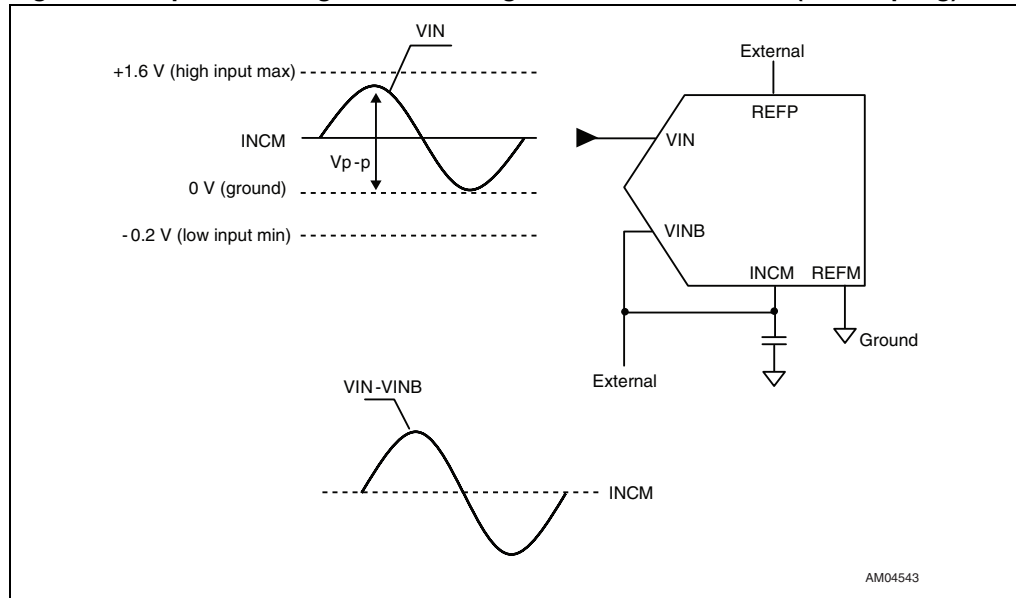 VIN
+1.6 V (high input max)
INCM
Vp-p
0 V (ground)
-0.2 V (low input min)
External
REFP
VIN
VINB
INCM REFM
Ground
External
VIN-VINB
INCM
AM04543